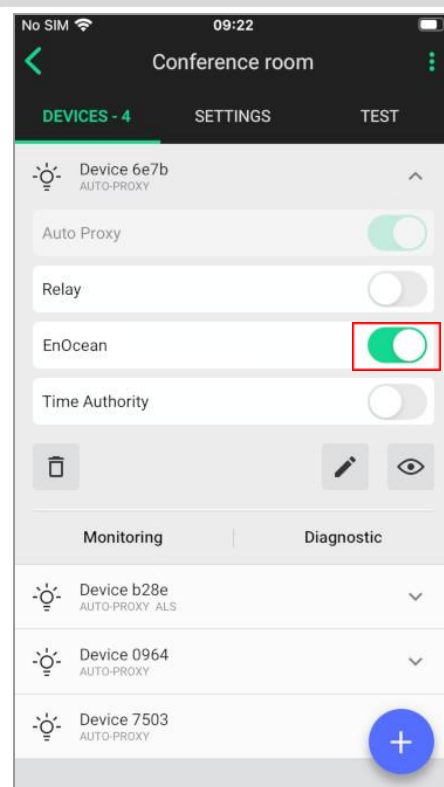 No SIM 09:22
Conference room
DEVICES - 4 SETTINGS TEST
Device 6e7b
AUTO-PROXY
Auto Proxy
Relay
EnOcean
Time Authority
Monitoring Diagnostic
Device b28e
AUTO-PROXY ALS
Device 0964
AUTO-PROXY
Device 7503
AUTO-PROXY